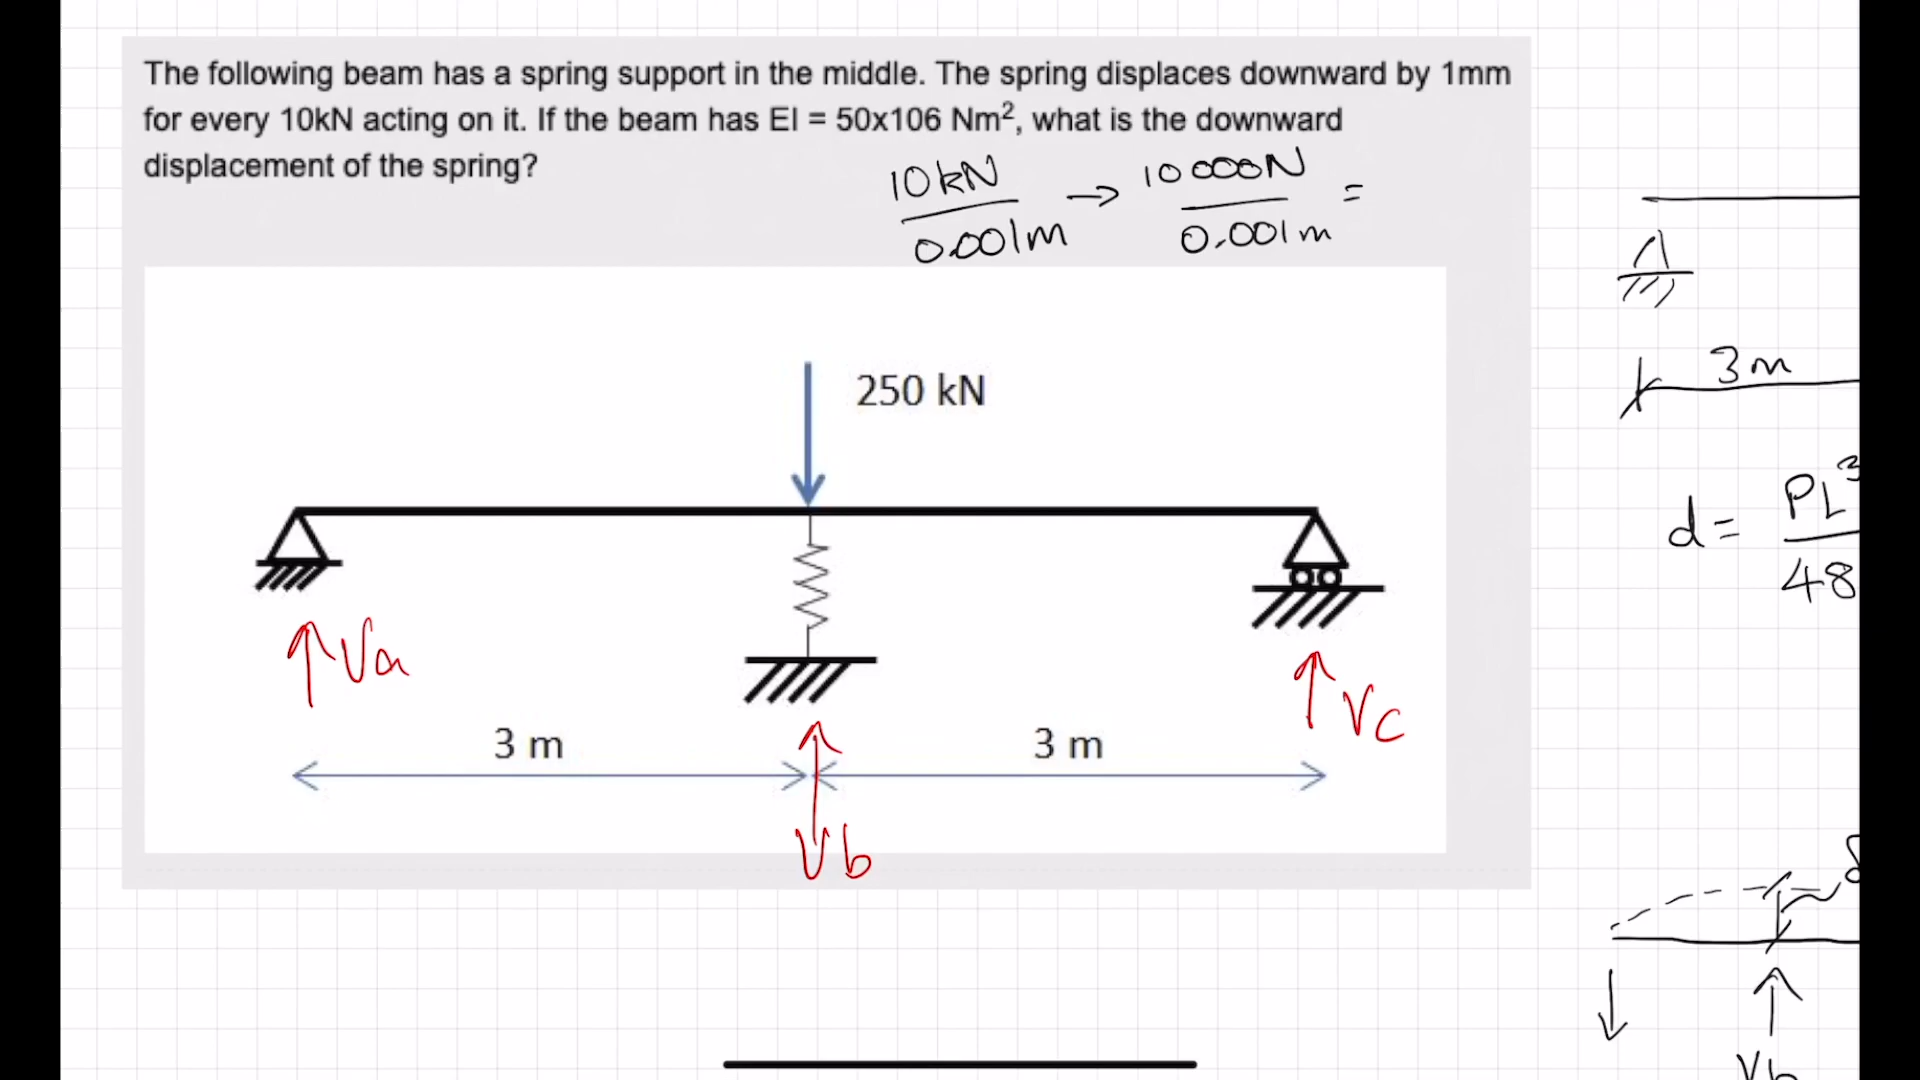 The following beam has a spring support in the middle. The spring displaces downward by 1mm
for every 10kN acting on it. If the beam has EI = 50x106 Nm², what is the downward
displacement of the spring?
10kN / 0.001m → 10000N / 0.001m =
250 kN
3m
d = PL³ / 48
Va
Vc
3 m
3 m
Vb
Vb